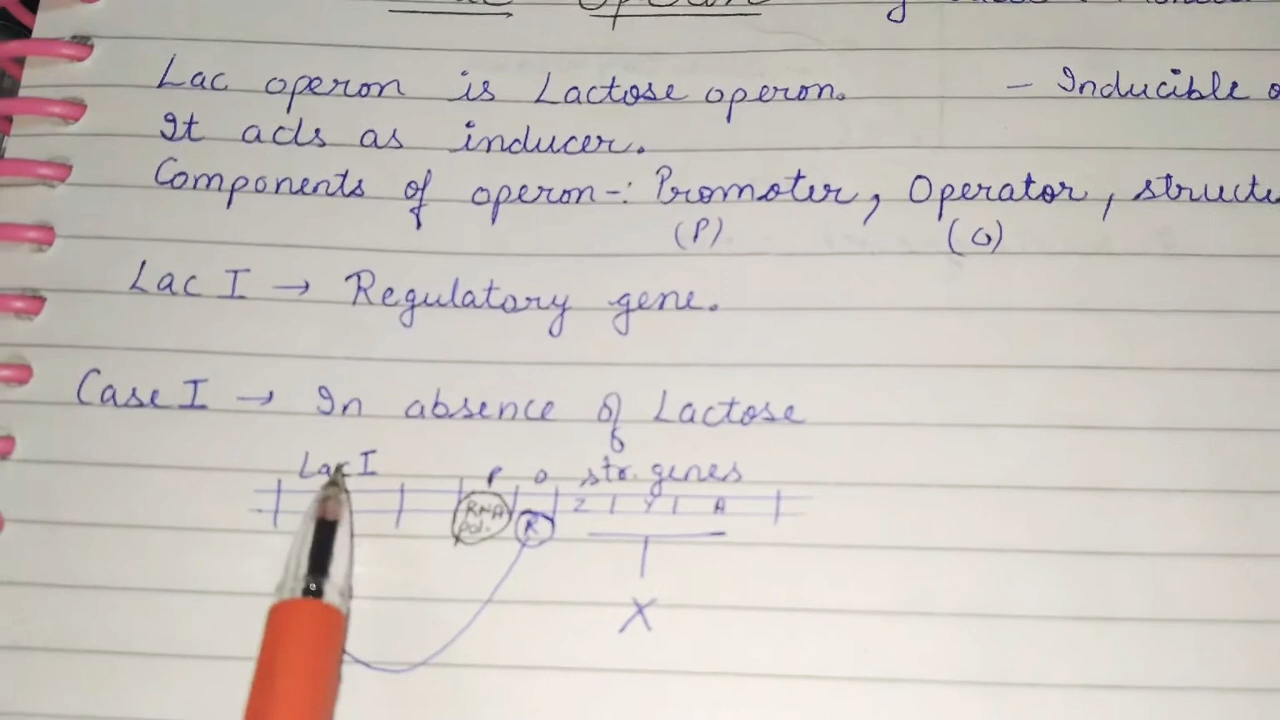 Operon
Lac operon is Lactose operon. - Inducible
It acts as inducer.
Components of operon-: Promoter, Operator,
(P) (O)
Lac I → Regulatory gene.
Case I → In absence of Lactose
Lac I P O str. genes
RNA pol. R Z Y A
X